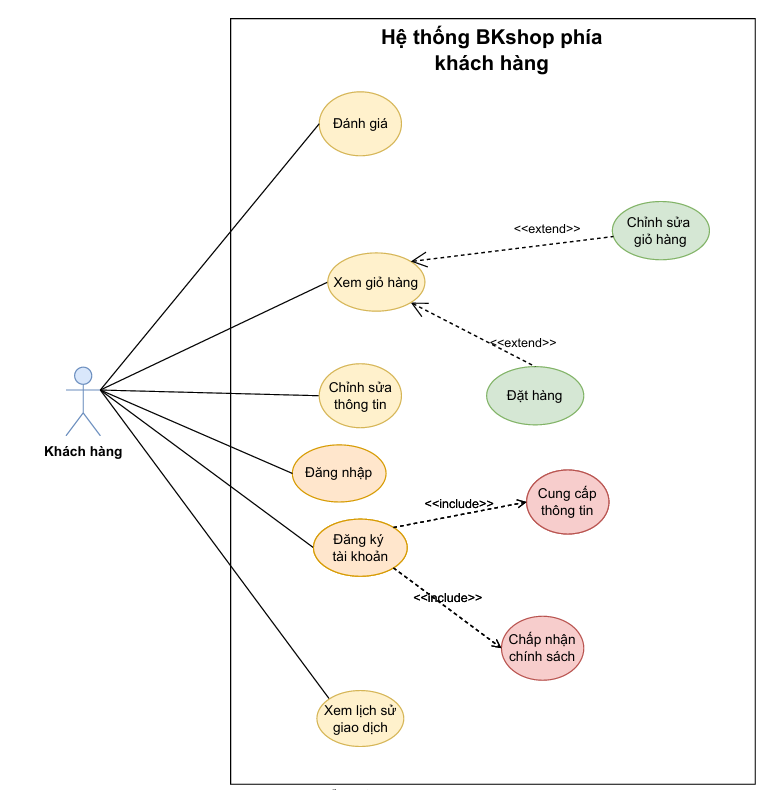 Hệ thống BKshop phía
khách hàng
Đánh giá
Chỉnh sửa
giỏ hàng
<<extend>>
Xem giỏ hàng
<<extend>>
Chỉnh sửa
thông tin
Đặt hàng
Khách hàng
Đăng nhập
Cung cấp
thông tin
<<include>>
Đăng ký
tài khoản
<<include>>
Chấp nhận
chính sách
Xem lịch sử
giao dịch